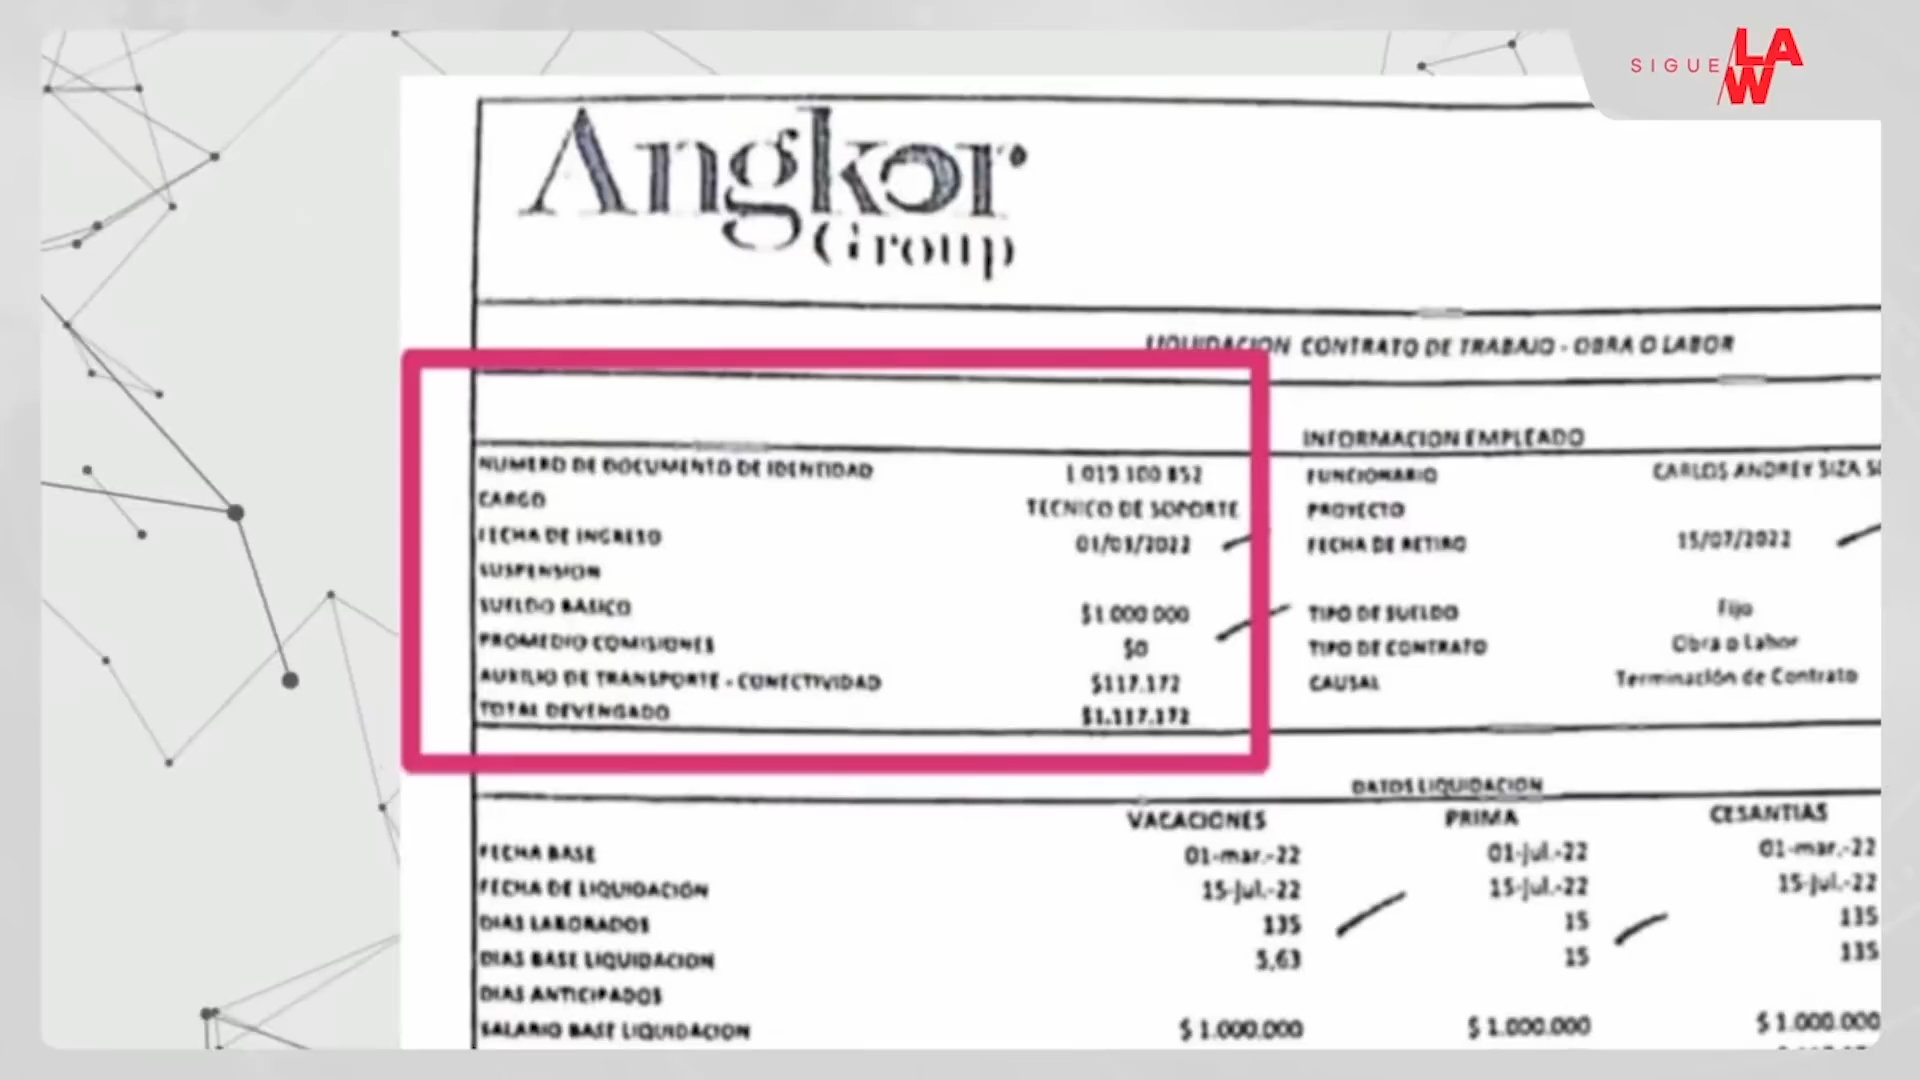 SIGUE LA W
Angkor
Group
LIQUIDACION CONTRATO DE TRABAJO - OBRA O LABOR
INFORMACION EMPLEADO
NUMERO DE DOCUMENTO DE IDENTIDAD 1.019.100.852 FUNCIONARIO CARLOS ANDREY SIZA
CARGO TECNICO DE SOPORTE PROYECTO
FECHA DE INGRESO 01/03/2022 FECHA DE RETIRO 15/07/2022
SUSPENSION
SUELDO BASICO $1.000.000 TIPO DE SUELDO Fijo
PROMEDIO COMISIONES $0 TIPO DE CONTRATO Obra o Labor
AUXILIO DE TRANSPORTE - CONECTIVIDAD $117.172 CAUSAL Terminación de Contrato
TOTAL DEVENGADO $1.117.172
DATOS LIQUIDACION
VACACIONES PRIMA CESANTIAS
FECHA BASE 01-mar.-22 01-jul.-22 01-mar.-22
FECHA DE LIQUIDACIÓN 15-jul.-22 15-jul.-22 15-jul.-22
DIAS LABORADOS 135 15 135
DIAS BASE LIQUIDACION 5,63 15 135
DIAS ANTICIPADOS
SALARIO BASE LIQUIDACION $ 1.000.000 $ 1.000.000 $ 1.000.000